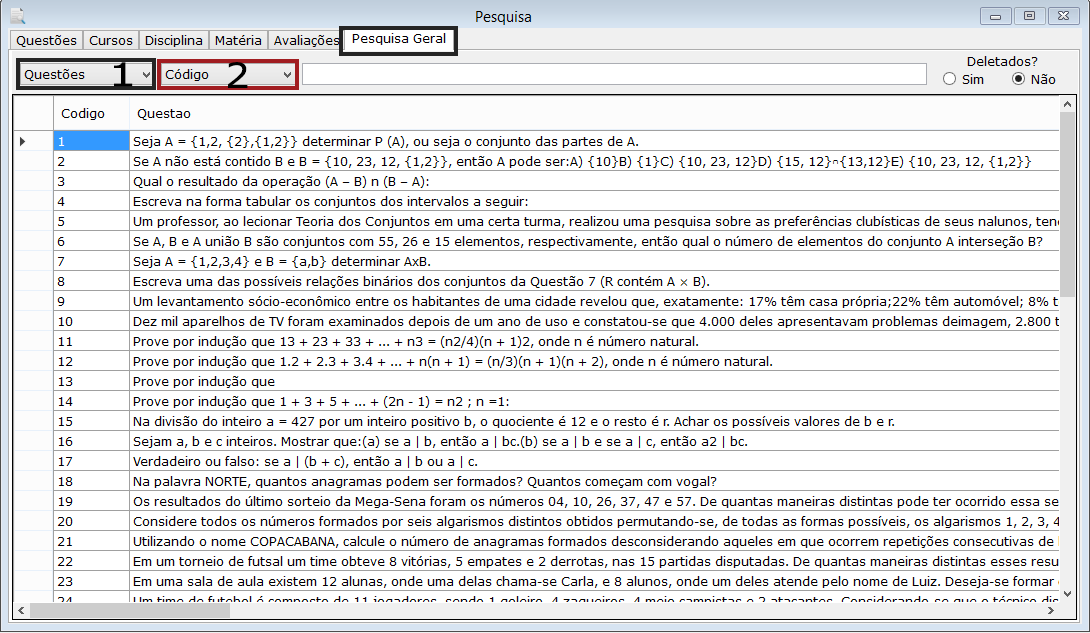 Pesquisa
Questões Cursos Disciplina Matéria Avaliações Pesquisa Geral
Deletados?
Questões 1 Código 2 Sim Não
Codigo Questao
1 Seja A = {1,2, {2},{1,2}} determinar P (A), ou seja o conjunto das partes de A.
2 Se A não está contido B e B = {10, 23, 12, {1,2}}, então A pode ser:A) {10}B) {1}C) {10, 23, 12}D) {15, 12}∩{13,12}E) {10, 23, 12, {1,2}}
3 Qual o resultado da operação (A – B) n (B – A):
4 Escreva na forma tabular os conjuntos dos intervalos a seguir:
5 Um professor, ao lecionar Teoria dos Conjuntos em uma certa turma, realizou uma pesquisa sobre as preferências clubísticas de seus nalunos, ten
6 Se A, B e A união B são conjuntos com 55, 26 e 15 elementos, respectivamente, então qual o número de elementos do conjunto A interseção B?
7 Seja A = {1,2,3,4} e B = {a,b} determinar AxB.
8 Escreva uma das possíveis relações binários dos conjuntos da Questão 7 (R contém A × B).
9 Um levantamento sócio-econômico entre os habitantes de uma cidade revelou que, exatamente: 17% têm casa própria;22% têm automóvel; 8% t
10 Dez mil aparelhos de TV foram examinados depois de um ano de uso e constatou-se que 4.000 deles apresentavam problemas deimagem, 2.800 t
11 Prove por indução que 13 + 23 + 33 + ... + n3 = (n2/4)(n + 1)2, onde n é número natural.
12 Prove por indução que 1.2 + 2.3 + 3.4 + ... + n(n + 1) = (n/3)(n + 1)(n + 2), onde n é número natural.
13 Prove por indução que
14 Prove por indução que 1 + 3 + 5 + ... + (2n - 1) = n2 ; n =1:
15 Na divisão do inteiro a = 427 por um inteiro positivo b, o quociente é 12 e o resto é r. Achar os possíveis valores de b e r.
16 Sejam a, b e c inteiros. Mostrar que:(a) se a | b, então a | bc.(b) se a | b e se a | c, então a2 | bc.
17 Verdadeiro ou falso: se a | (b + c), então a | b ou a | c.
18 Na palavra NORTE, quantos anagramas podem ser formados? Quantos começam com vogal?
19 Os resultados do último sorteio da Mega-Sena foram os números 04, 10, 26, 37, 47 e 57. De quantas maneiras distintas pode ter ocorrido essa se
20 Considere todos os números formados por seis algarismos distintos obtidos permutando-se, de todas as formas possíveis, os algarismos 1, 2, 3, 4
21 Utilizando o nome COPACABANA, calcule o número de anagramas formados desconsiderando aqueles em que ocorrem repetições consecutivas de
22 Em um torneio de futsal um time obteve 8 vitórias, 5 empates e 2 derrotas, nas 15 partidas disputadas. De quantas maneiras distintas esses resu
23 Em uma sala de aula existem 12 alunas, onde uma delas chama-se Carla, e 8 alunos, onde um deles atende pelo nome de Luiz. Deseja-se formar
24 Um time de futebol é composto de 11 jogadores, sendo 1 goleiro, 4 zagueiros, 4 meio campistas e 2 atacantes. Considerando-se que o técnico dis